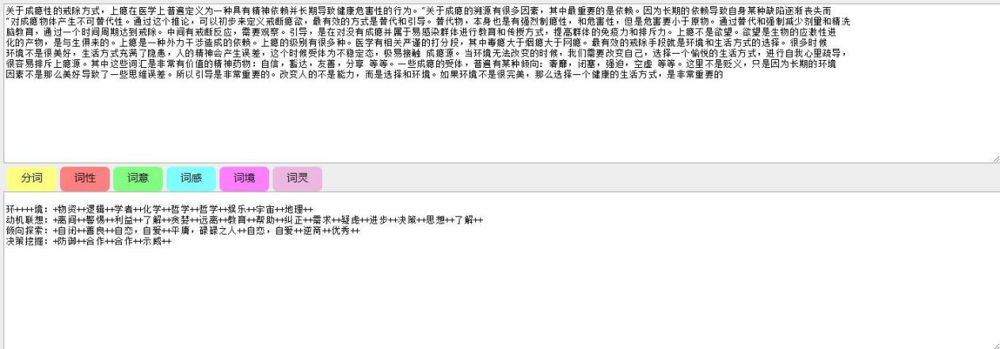 关于成瘾性的戒除方式，上瘾在医学上普遍定义为一种具有精神依赖并长期导致健康危害性的行为。“关于成瘾的溯源有很多因素，其中最重要的是依赖。因为长期的依赖导致自身某种缺陷逐渐丧失而
“对成瘾物体产生不可替代性。通过这个推论，可以初步来定义戒断瘾欲，最有效的方式是替代和引导。替代物，本身也是有强烈制瘾性，和危害性，但是危害要小于原物。通过替代和强制减少剂量和精洗
脑教育，通过一个时间周期达到戒除。中间有戒断反应，需要观察。引导，是在对没有成瘾并属于易感染群体进行教育和传授方式，提高群体的免疫力和排斥力。上瘾不是欲望。欲望是生物的应激性进
化的产物，是与生俱来的。上瘾是一种外力干涉造成的依赖。上瘾的级别有很多种。医学有相关严谨的打分段，其中毒瘾大于烟瘾大于网瘾。最有效的戒除手段就是环境和生活方式的选择。很多时候
环境不是很美好，生活方式充满了隐患，人的精神会产生误差，这个时候受体为不稳定态，极易接触 成瘾源。当环境无法改变的时候，我们需要改变自己，选择一个愉悦的生活方式，进行自我心里疏导，
很容易排斥上瘾源。其中这些词汇是非常有价值的精神药物：自信，豁达，友善，分享 等等。一些成瘾的受体，普遍有某种倾向：奢靡，闭塞，强迫，空虚 等等。这里不是贬义，只是因为长期的环境
因素不是那么美好导致了一些思维误差。所以引导是非常重要的。改变人的不是能力，而是选择和环境。如果环境不是很完美，那么选择一个健康的生活方式，是非常重要的
分词 词性 词意 词感 词境 词灵
环++++境：+物资++逻辑++学者++化学++哲学++哲学++娱乐++宇宙++地理++
动机联想：+离间++警惕++利益++了解++贪婪++远离++教育++帮助++纠正++需求++疑虑++进步++决策++思想++了解++
倾向探索：+自闭++善良++自恋，自爱++平庸，碌碌之人++自恋，自爱++逆商++优秀++
决策挖掘：+防御++合作++合作++示威++